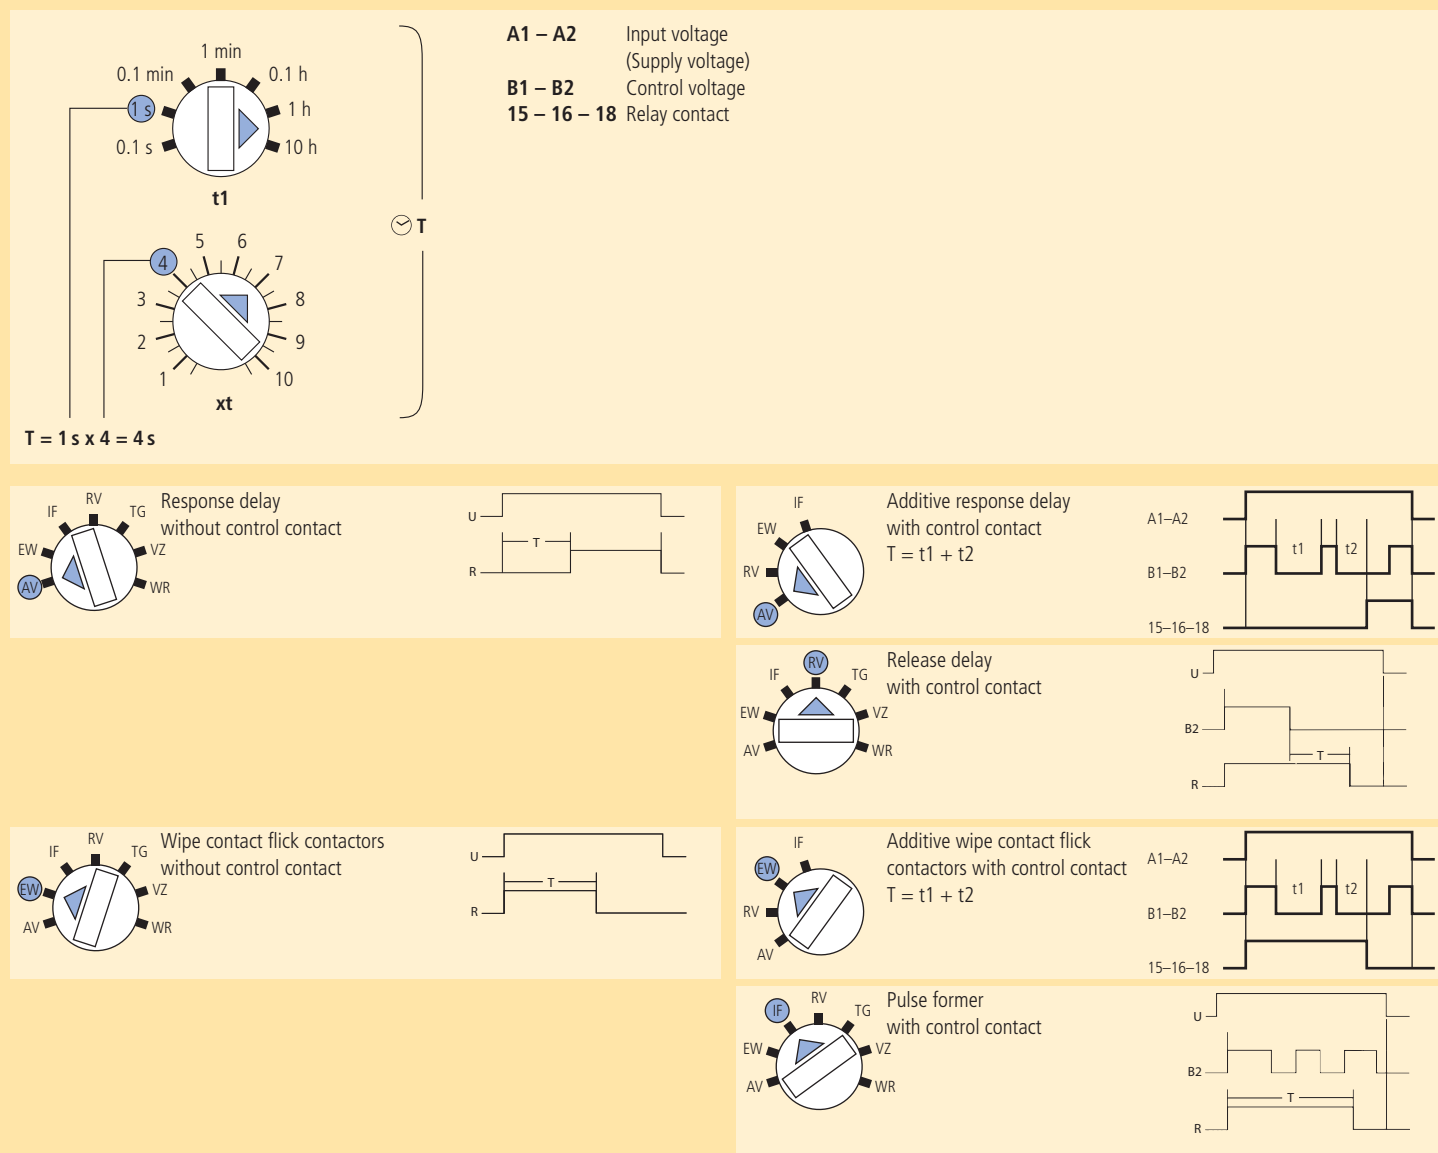 1 min
0.1 min
0.1 h
1 s
1 h
0.1 s
10 h
t1
A1 – A2 Input voltage
(Supply voltage)
B1 – B2 Control voltage
15 – 16 – 18 Relay contact
T
5 6
4 7
3 8
2 9
1 10
xt
T = 1 s x 4 = 4 s
RV
IF TG
EW VZ
AV WR
Response delay
without control contact
U
T
R
IF
EW
RV
AV
Additive response delay
with control contact
T = t1 + t2
A1–A2
t1 t2
B1–B2
15–16–18
RV
IF TG
EW VZ
AV WR
Release delay
with control contact
U
B2
T
R
RV
IF TG
EW VZ
AV WR
Wipe contact flick contactors
without control contact
U
T
R
IF
EW
RV
AV
Additive wipe contact flick
contactors with control contact
T = t1 + t2
A1–A2
t1 t2
B1–B2
15–16–18
RV
IF TG
EW VZ
AV WR
Pulse former
with control contact
U
B2
T
R